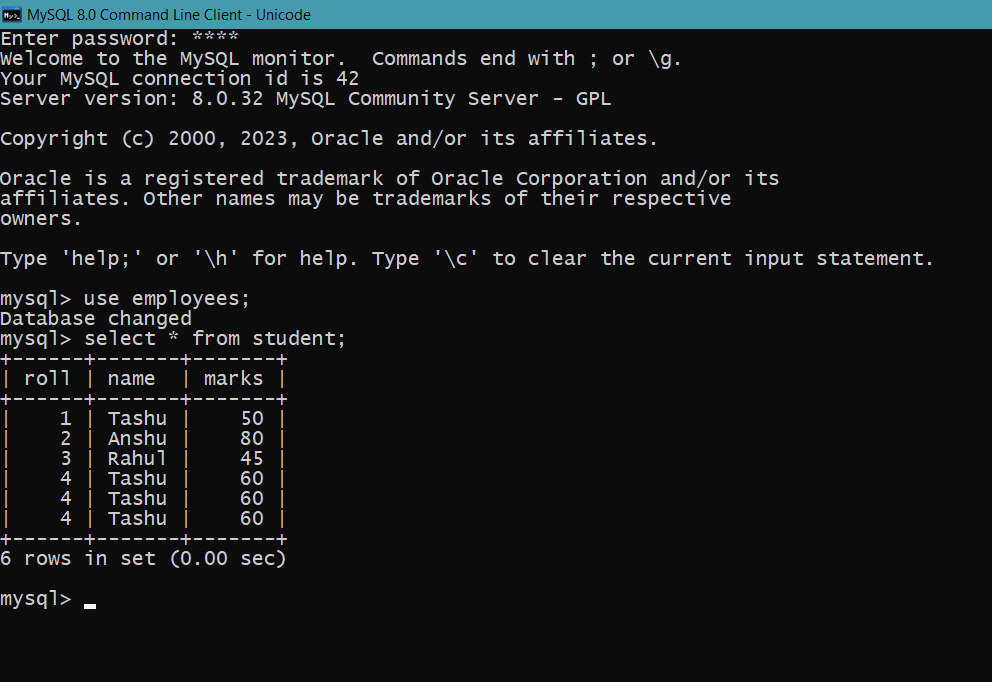 MySQL 8.0 Command Line Client - Unicode
Enter password: ****
Welcome to the MySQL monitor.  Commands end with ; or \g.
Your MySQL connection id is 42
Server version: 8.0.32 MySQL Community Server - GPL

Copyright (c) 2000, 2023, Oracle and/or its affiliates.

Oracle is a registered trademark of Oracle Corporation and/or its
affiliates. Other names may be trademarks of their respective
owners.

Type 'help;' or '\h' for help. Type '\c' to clear the current input statement.

mysql> use employees;
Database changed
mysql> select * from student;
+------+-------+-------+
| roll | name  | marks |
+------+-------+-------+
|    1 | Tashu |    50 |
|    2 | Anshu |    80 |
|    3 | Rahul |    45 |
|    4 | Tashu |    60 |
|    4 | Tashu |    60 |
|    4 | Tashu |    60 |
+------+-------+-------+
6 rows in set (0.00 sec)

mysql>